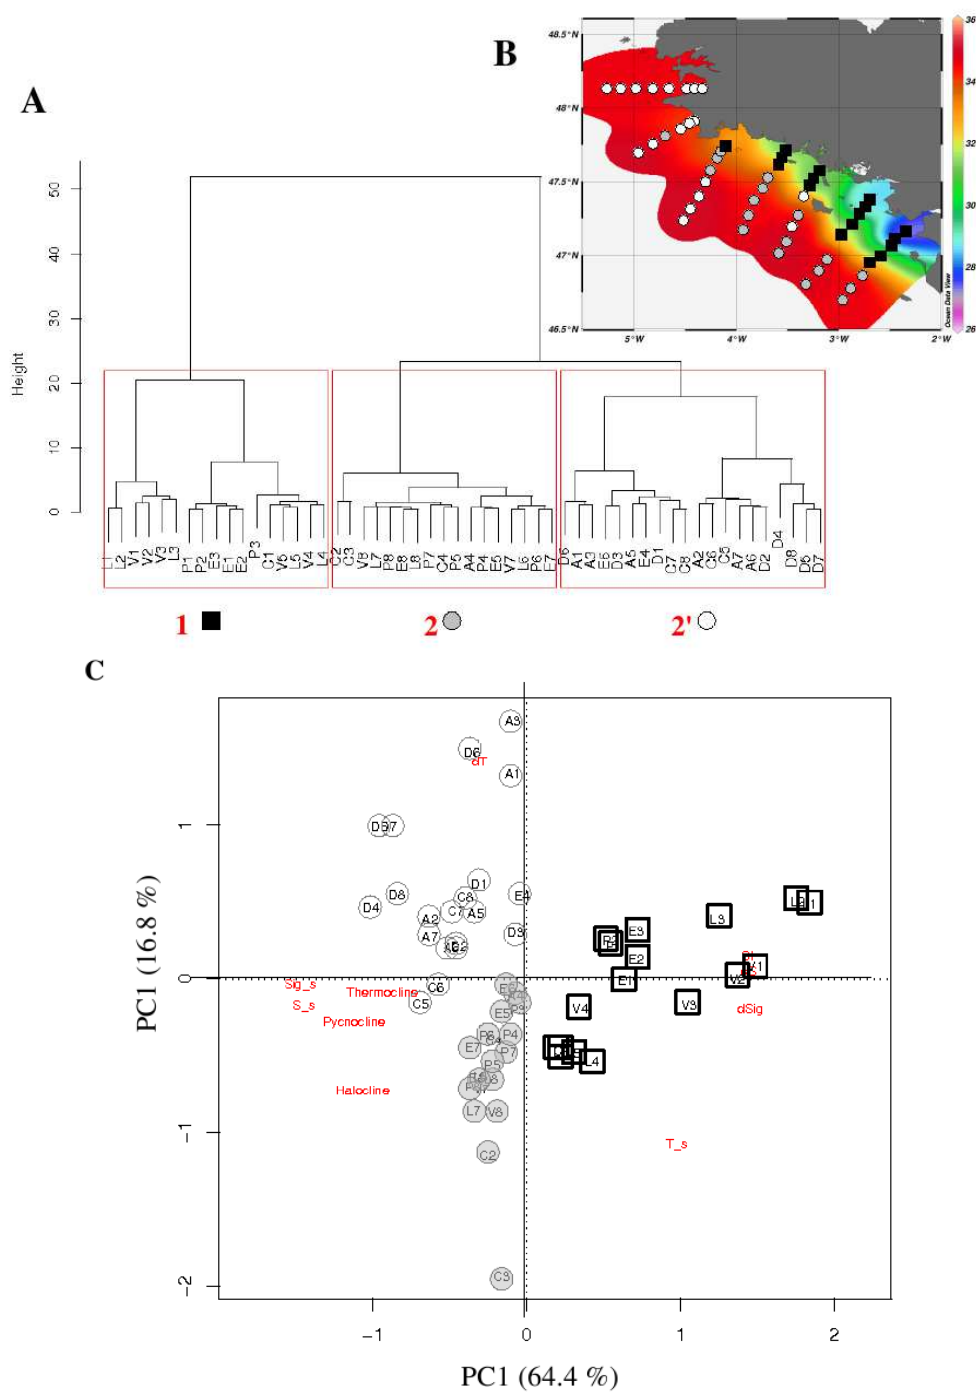 A
B
48.5°N
48°N
47.5°N
47°N
46.5°N
5°W
4°W
3°W
2°W
36
34
32
30
28
26
Ocean Data View
Height
50
40
30
20
10
0
L1 L2 V1 V2 V3 L3 P1 P2 E3 E1 E2 P3 C1 V5 L5 V4 L4
C2 C3 V8 L7 P8 E8 L8 P7 C4 P5 A4 P4 E5 V7 L6 P6 E7
D6 A1 A3 E6 D3 A5 E4 D1 C7 C8 A2 C6 C5 A7 A6 D2 D4 D8 D5 D7
1
2
2'
C
PC1 (16.8 %)
1
0
-1
-2
A3
D6
dT
A1
D1
D8
C8
E4
D4
C7
A5
A2
A7
D3
C6
C5
E5
P4
E7
P7
P5
L7
V8
C2
C3
L3
E3
E2
E1
V1
V2
V3
V4
L4
Sig_s
S_s
Thermocline
Pycnocline
Halocline
dSig
T_s
-1
0
1
2
PC1 (64.4 %)